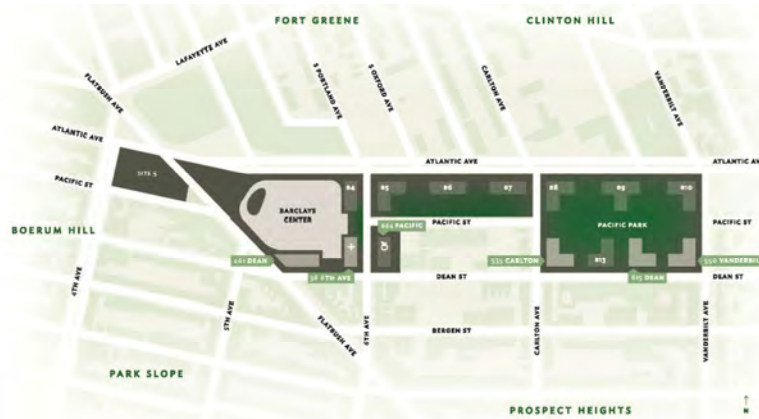 FORT GREENE
CLINTON HILL
LAFAYETTE AVE
FLATBUSH AVE
S PORTLAND AVE
S OXFORD AVE
CARLTON AVE
VANDERBILT AVE
ATLANTIC AVE
ATLANTIC AVE
ATLANTIC AV
SITE 5
PACIFIC ST
B4
B5
B6
B7
B8
B9
B10
BARCLAYS
CENTER
PACIFIC ST
PACIFIC PARK
PACIFIC ST
664 PACIFIC
BOERUM HILL
461 DEAN
535 CARLTON
B13
550 VANDERBIL
38 6TH AVE
DEAN ST
615 DEAN
DEAN ST
4TH AVE
5TH AVE
FLATBUSH AVE
6TH AVE
BERGEN ST
CARLTON AVE
VANDERBILT AVE
PARK SLOPE
PROSPECT HEIGHTS
N